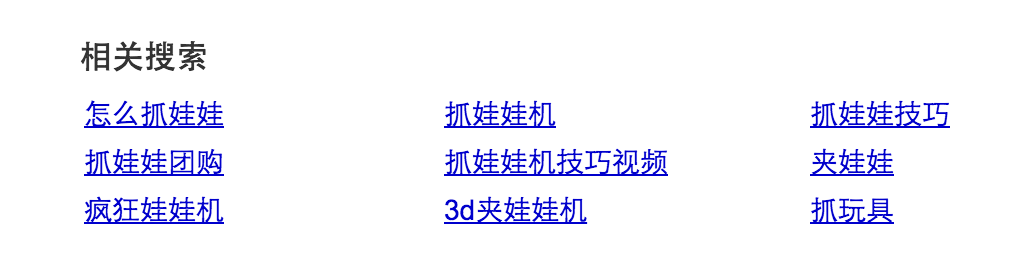 相关搜索
怎么抓娃娃 抓娃娃机 抓娃娃技巧
抓娃娃团购 抓娃娃机技巧视频 夹娃娃
疯狂娃娃机 3d夹娃娃机 抓玩具